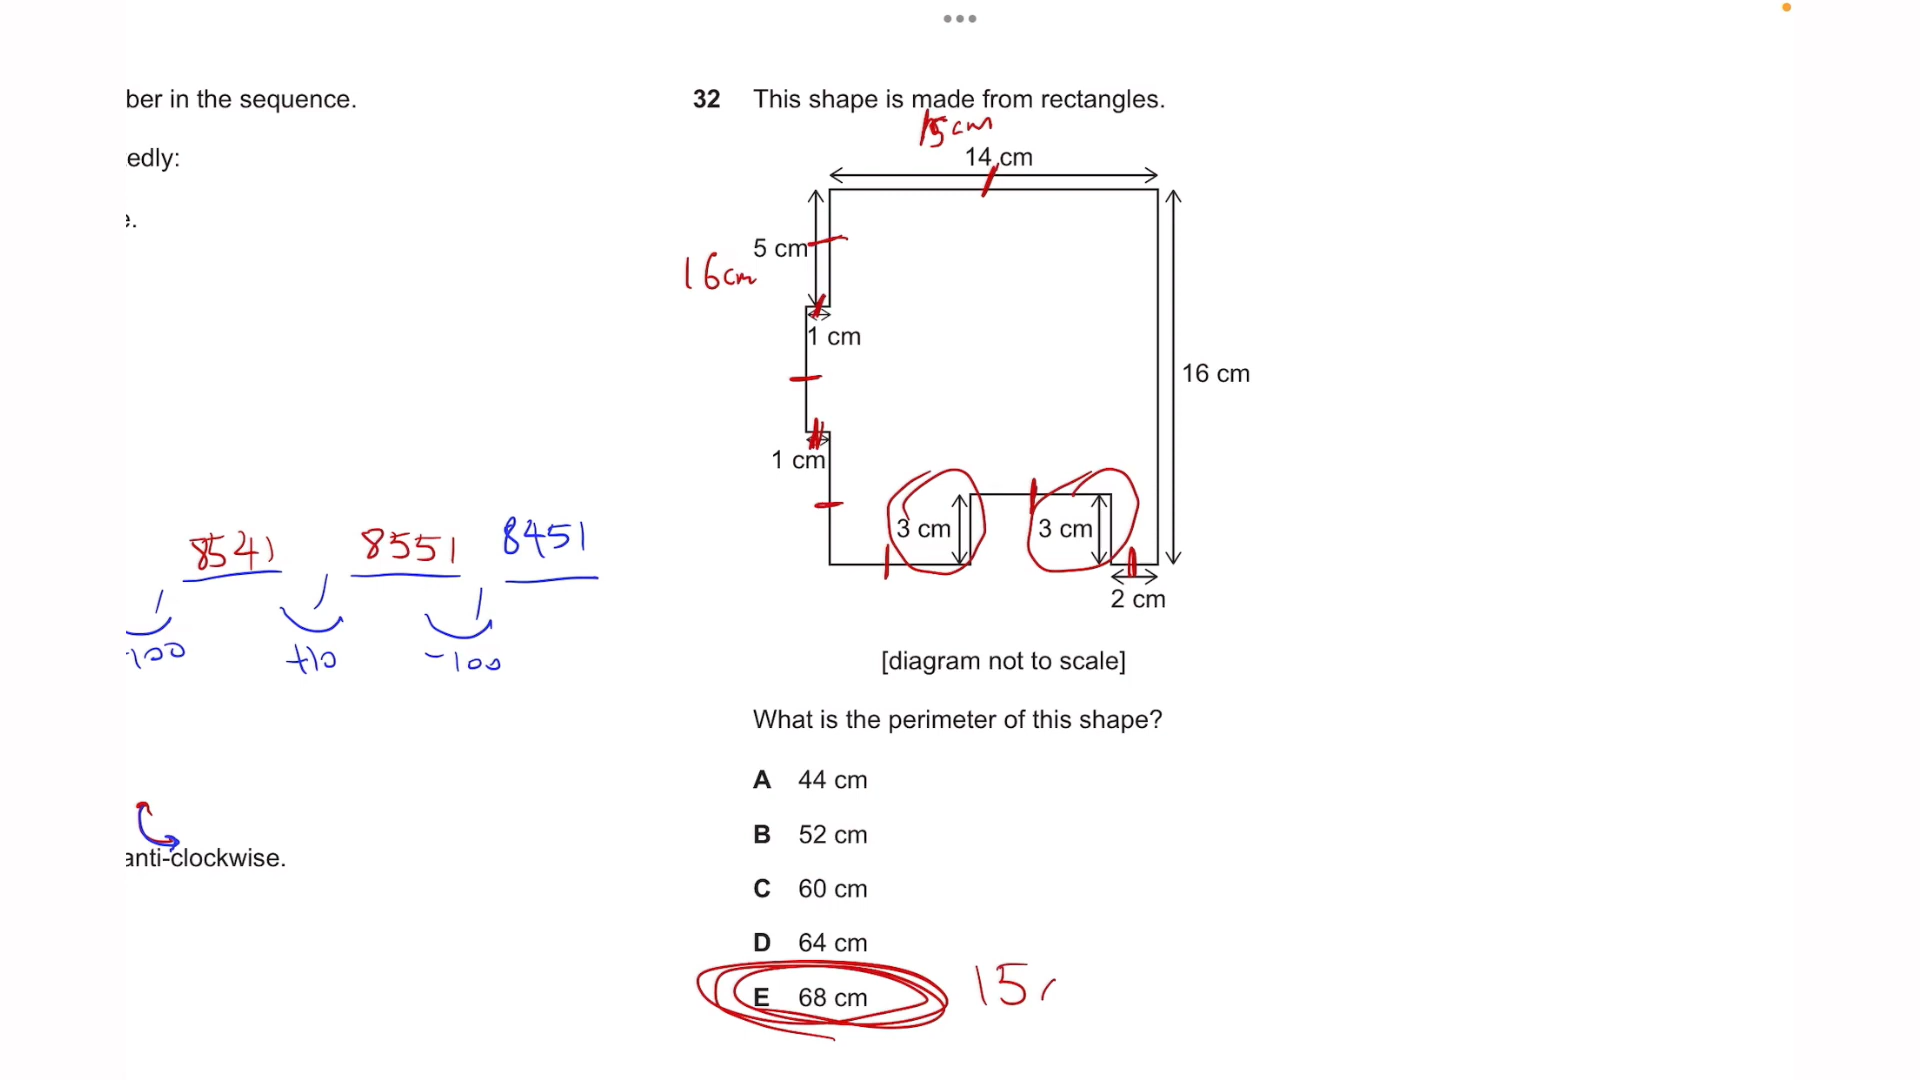 ber in the sequence.
edly:
e.
8541 8551 8451
-100 +10 -100
anti-clockwise.
32 This shape is made from rectangles.
15cm
14 cm
5 cm
16cm
1 cm
16 cm
1 cm
3 cm 3 cm
2 cm
[diagram not to scale]
What is the perimeter of this shape?
A 44 cm
B 52 cm
C 60 cm
D 64 cm
E 68 cm 15